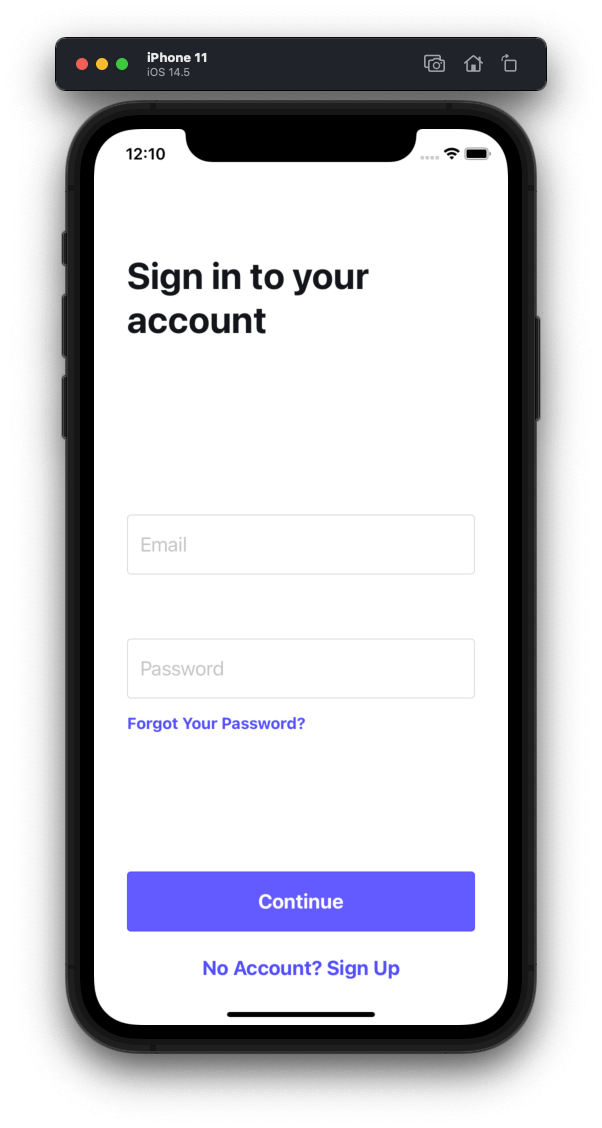 iPhone 11
iOS 14.5
12:10
Sign in to your
account
Email
Password
Forgot Your Password?
Continue
No Account? Sign Up